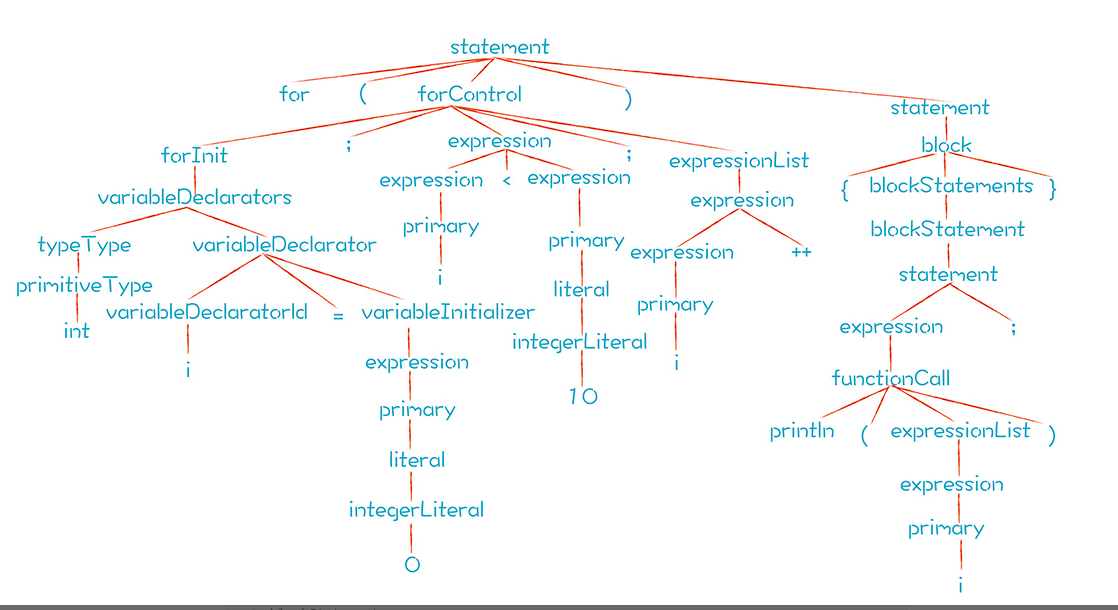 statement
for ( forControl ) statement
forInit ; expression ; expressionList block
variableDeclarators expression < expression expression { blockStatements }
typeType variableDeclarator primary primary expression ++ blockStatement
primitiveType i literal primary statement
int variableDeclaratorId = variableInitializer integerLiteral i expression ;
i expression 10 functionCall
primary println ( expressionList )
literal expression
integerLiteral primary
0 i